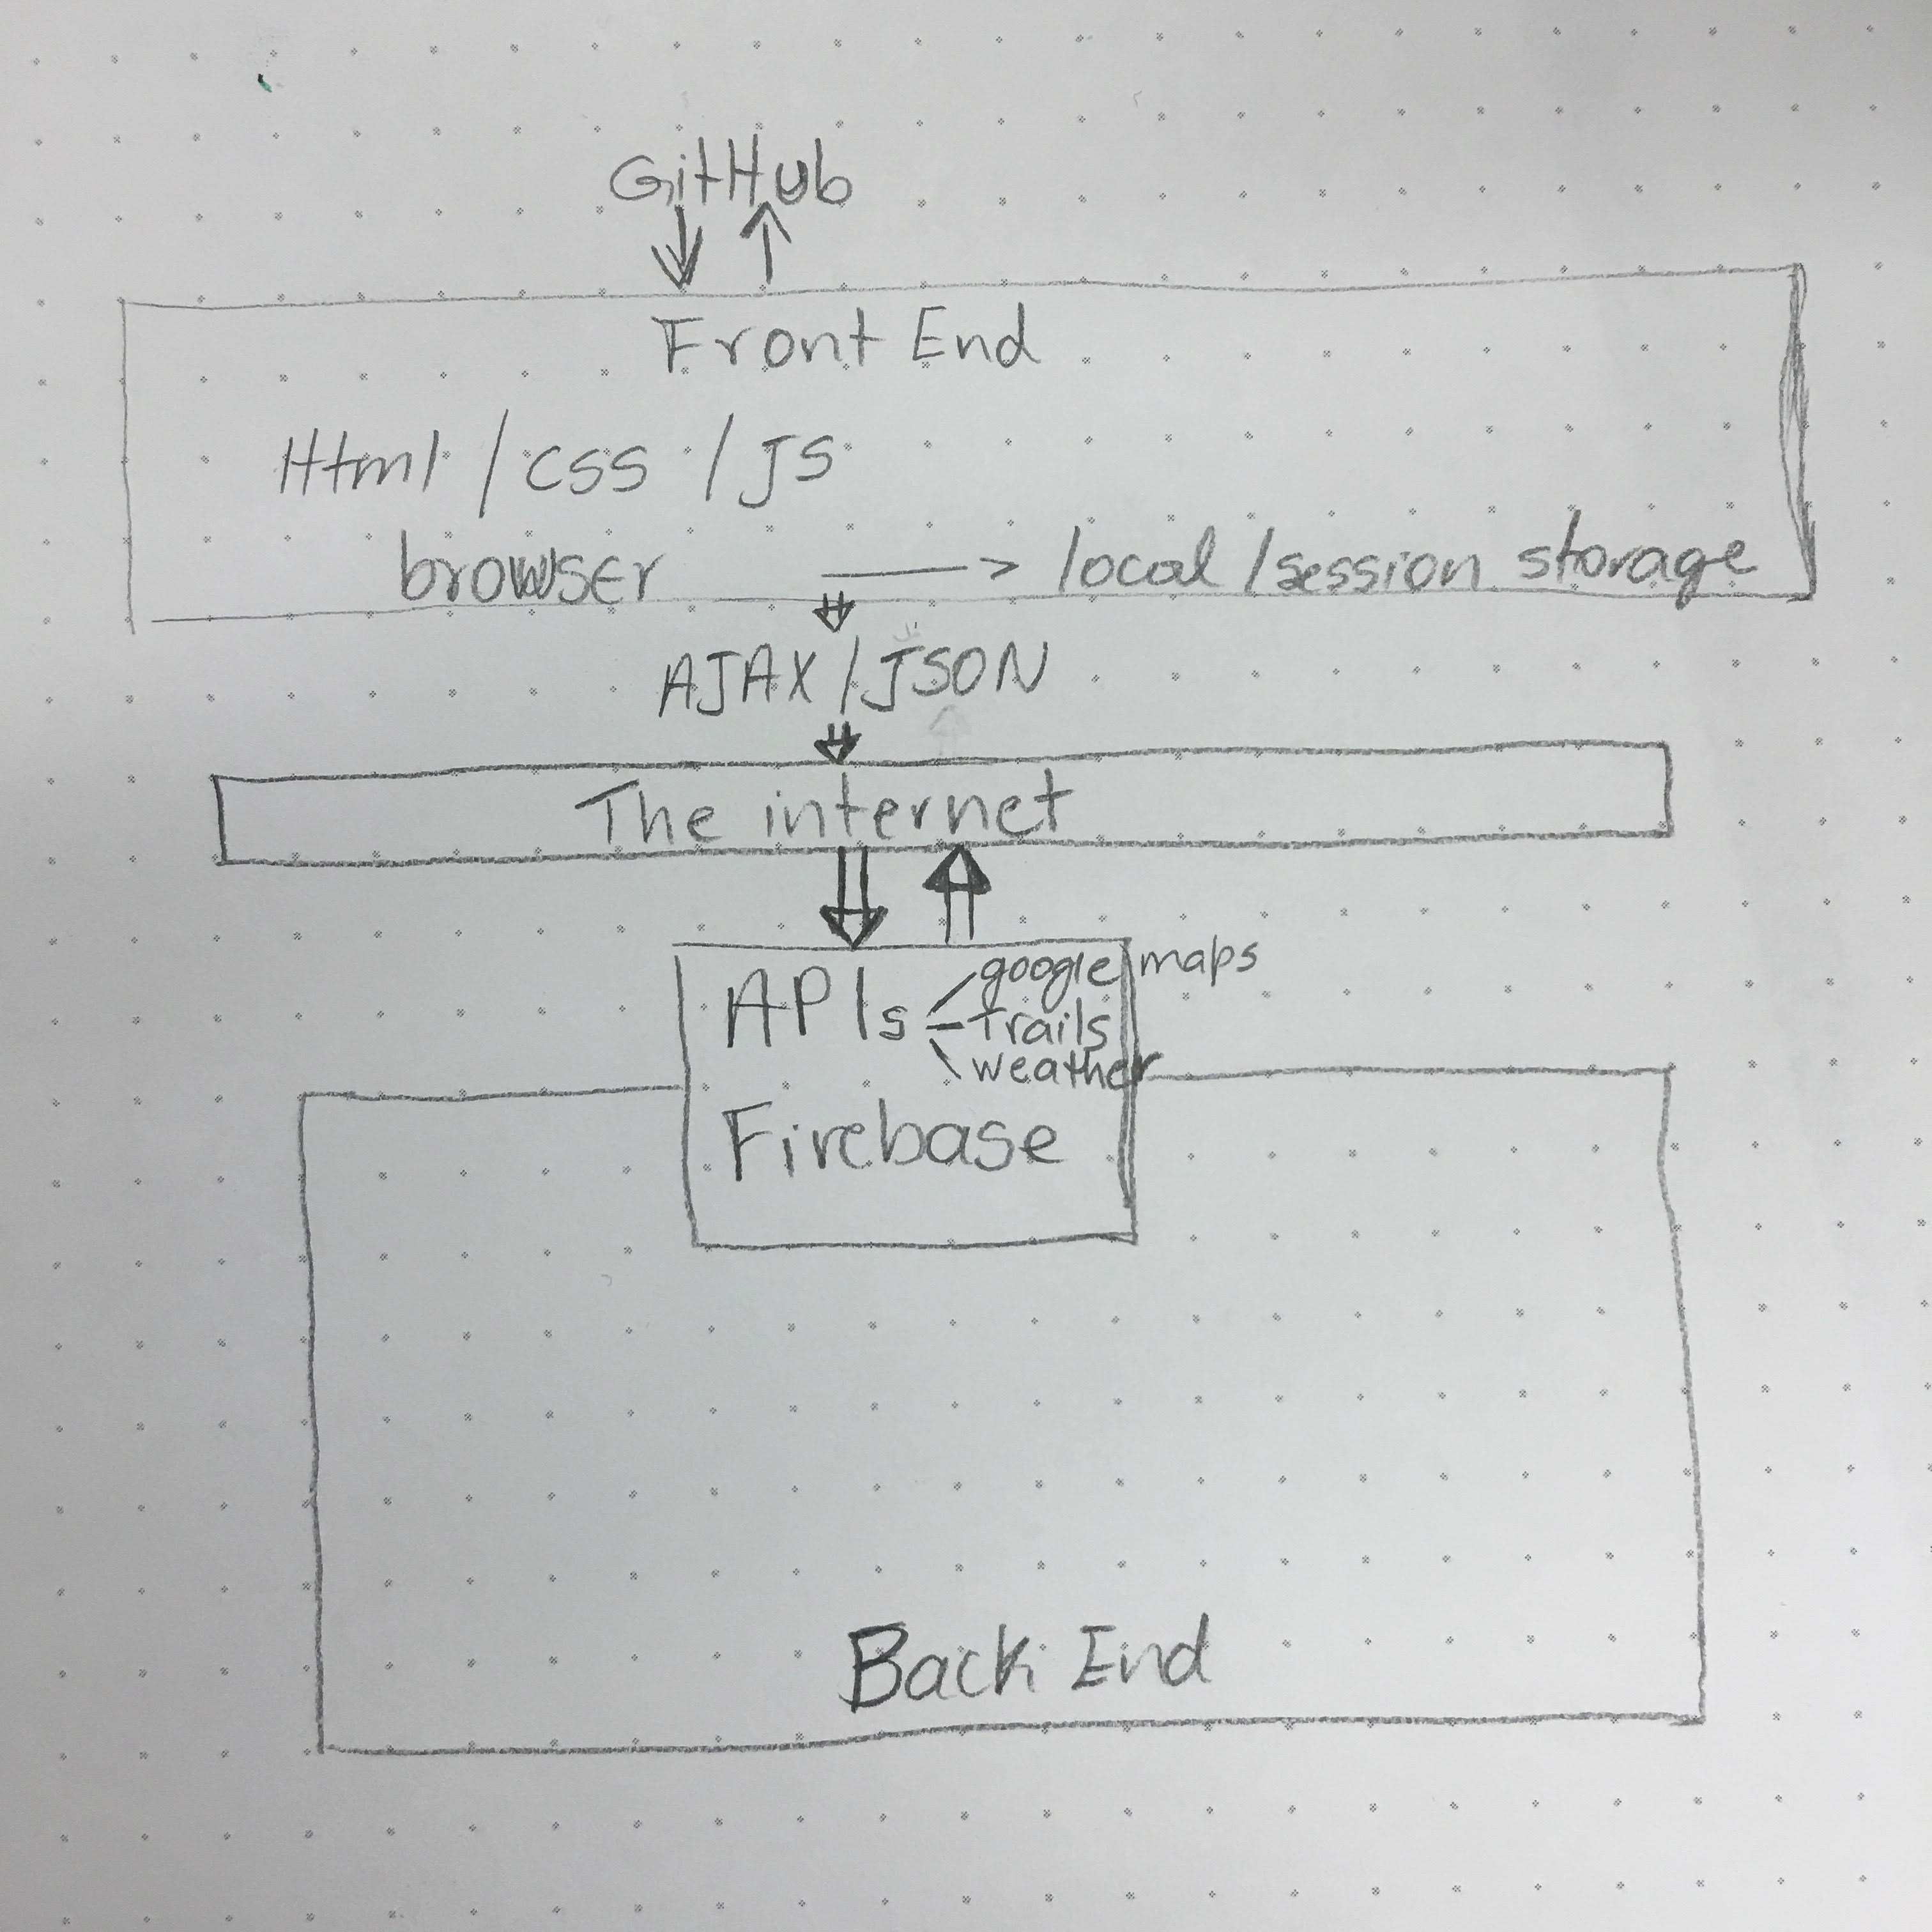 GitHub
Front End
Html / CSS / JS
browser → local / session storage
AJAX / JSON
The internet
APIs
google maps
Trails
weather
Firebase
Back End